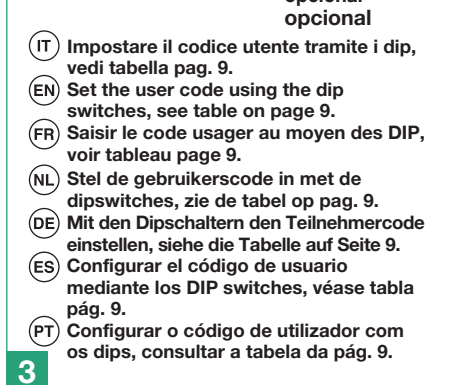 opcional
opcional
IT Impostare il codice utente tramite i dip,
vedi tabella pag. 9.
EN Set the user code using the dip
switches, see table on page 9.
FR Saisir le code usager au moyen des DIP,
voir tableau page 9.
NL Stel de gebruikerscode in met de
dipswitches, zie de tabel op pag. 9.
DE Mit den Dipschaltern den Teilnehmercode
einstellen, siehe die Tabelle auf Seite 9.
ES Configurar el código de usuario
mediante los DIP switches, véase tabla
pág. 9.
PT Configurar o código de utilizador com
os dips, consultar a tabela da pág. 9.
3